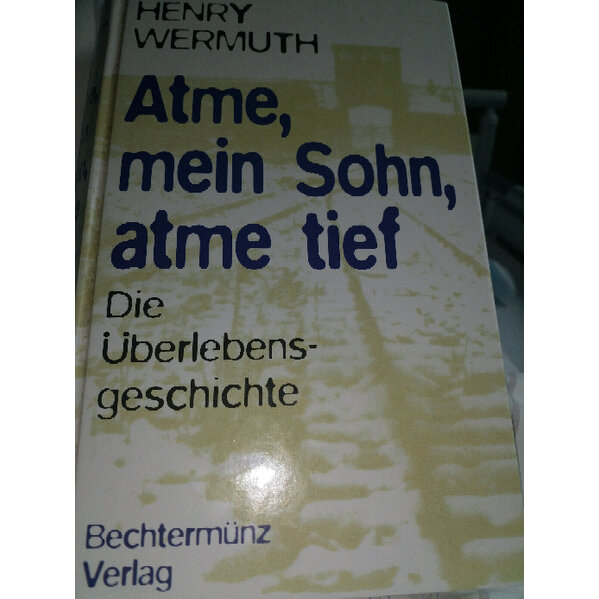 HENRY
WERMUTH
Atme,
mein Sohn,
atme tief
Die
Überlebens-
geschichte
Bechtermünz
Verlag